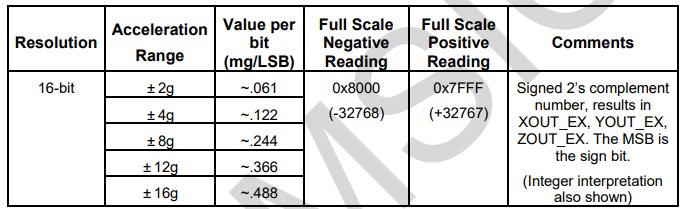 Resolution
Acceleration
Range
Value per
bit
(mg/LSB)
Full Scale
Negative
Reading
Full Scale
Positive
Reading
Comments
16-bit
± 2g
~.061
± 4g
~.122
± 8g
~.244
± 12g
~.366
± 16g
~.488
0x8000
(-32768)
0x7FFF
(+32767)
Signed 2’s complement
number, results in
XOUT_EX, YOUT_EX,
ZOUT_EX. The MSB is
the sign bit.
(Integer interpretation
also shown)